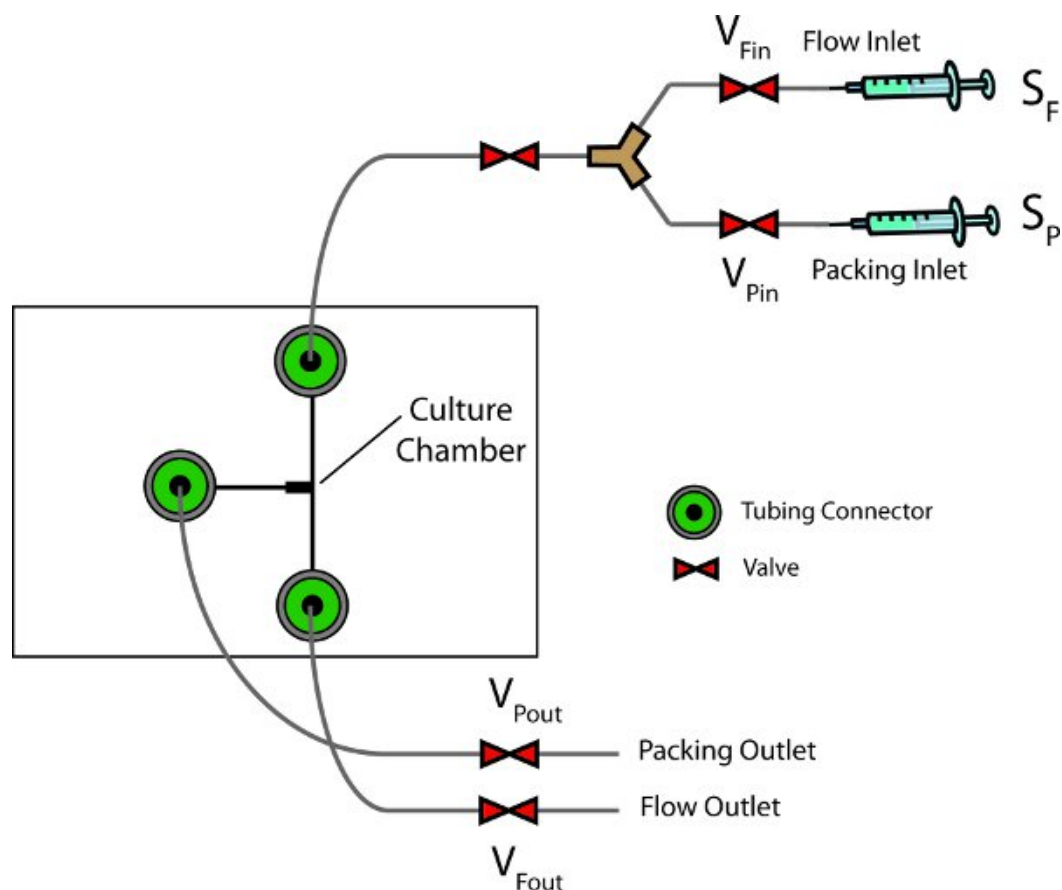 V Fin
Flow Inlet
S F
S P
V Pin
Packing Inlet
Culture
Chamber
Tubing Connector
Valve
V Pout
Packing Outlet
Flow Outlet
V Fout